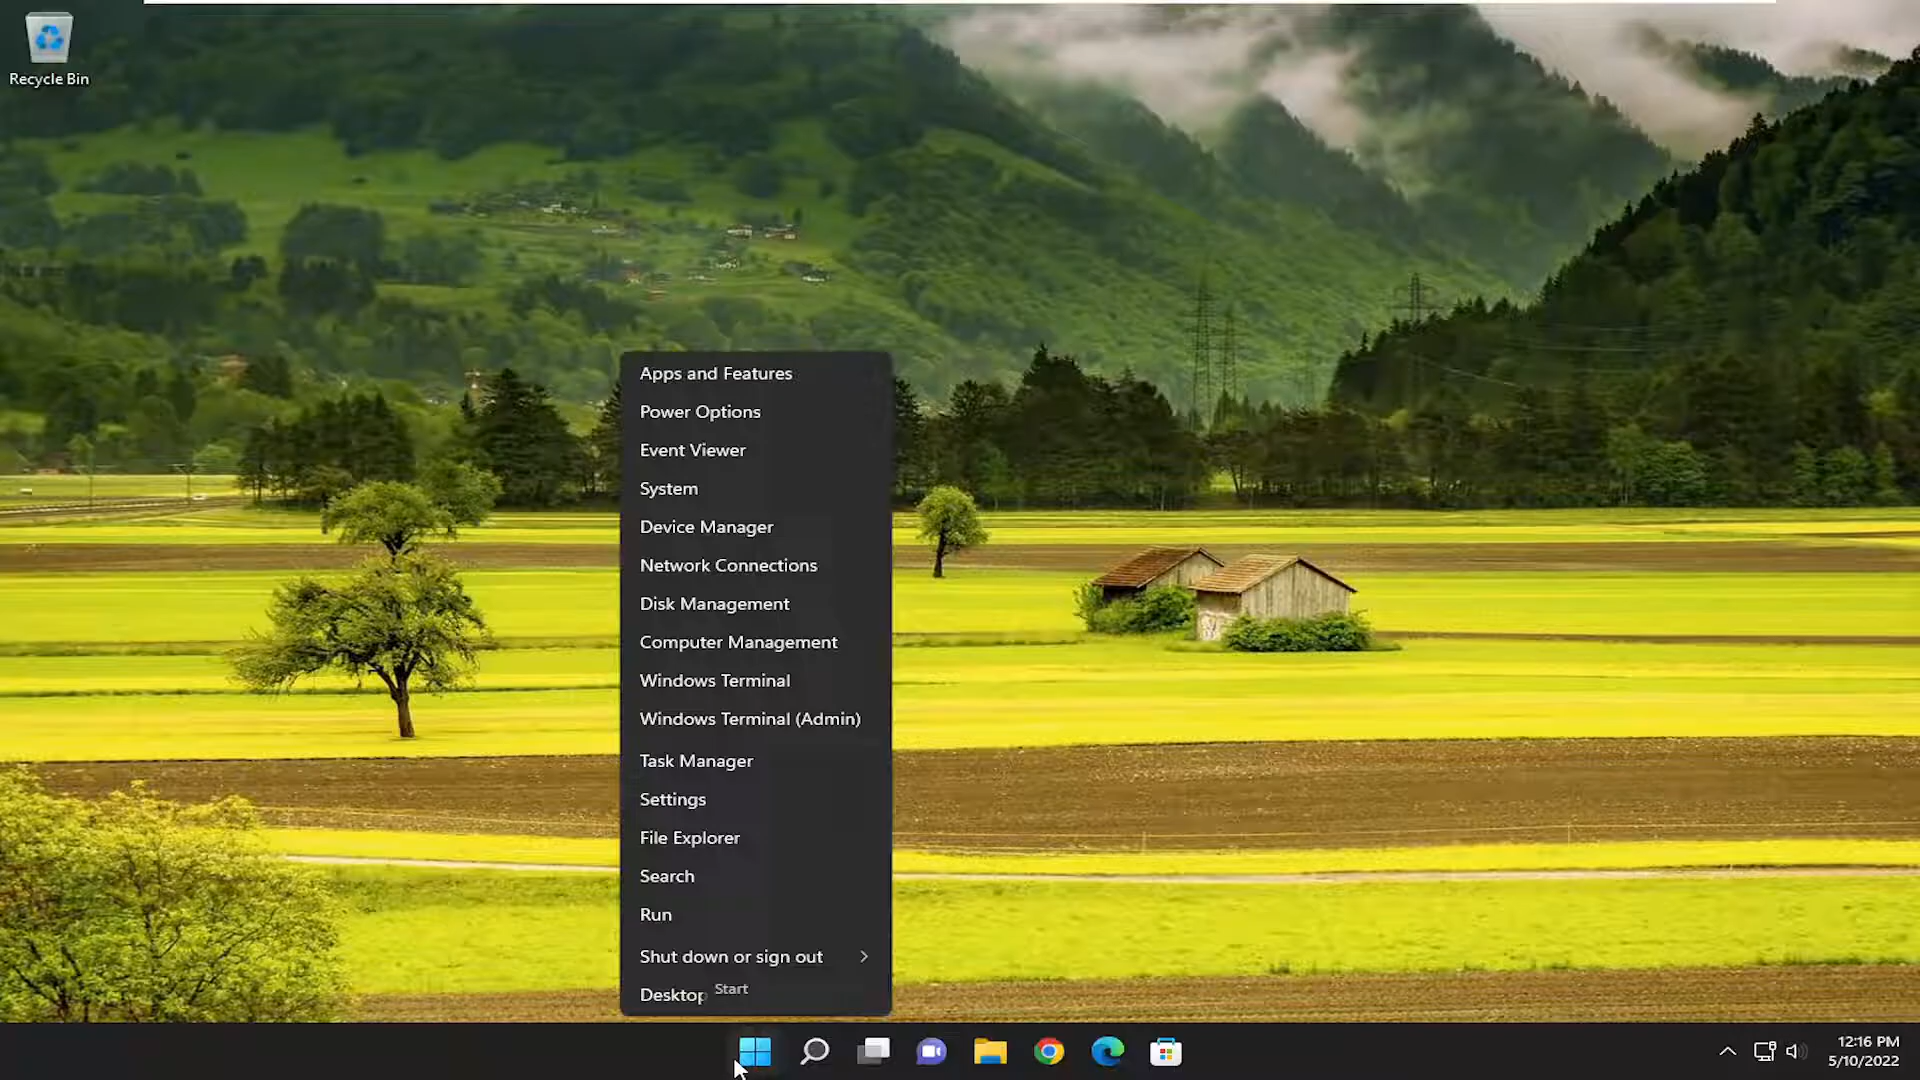 Recycle Bin
Apps and Features
Power Options
Event Viewer
System
Device Manager
Network Connections
Disk Management
Computer Management
Windows Terminal
Windows Terminal (Admin)
Task Manager
Settings
File Explorer
Search
Run
Shut down or sign out
Desktop
Start
12:16 PM
5/10/2022